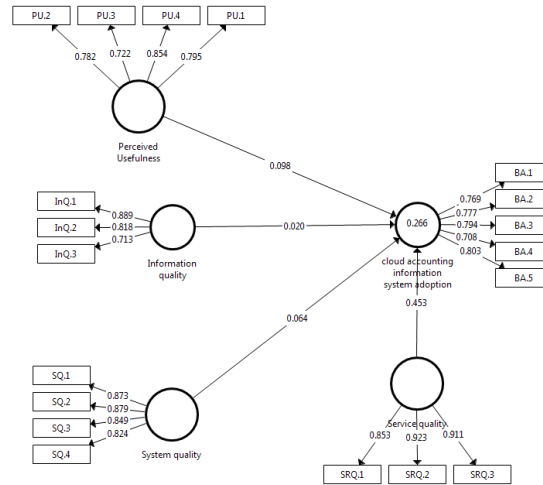 PU.2
PU.3
PU.4
PU.1
0.782
0.722
0.854
0.795
Perceived
Usefulness
0.098
InQ.1
InQ.2
InQ.3
0.889
0.818
0.713
Information
quality
0.020
0.266
cloud accounting
information
system adoption
0.769
0.777
0.794
0.708
0.803
BA.1
BA.2
BA.3
BA.4
BA.5
0.064
0.453
SQ.1
SQ.2
SQ.3
SQ.4
0.873
0.879
0.849
0.824
System quality
Service quality
0.853
0.923
0.911
SRQ.1
SRQ.2
SRQ.3